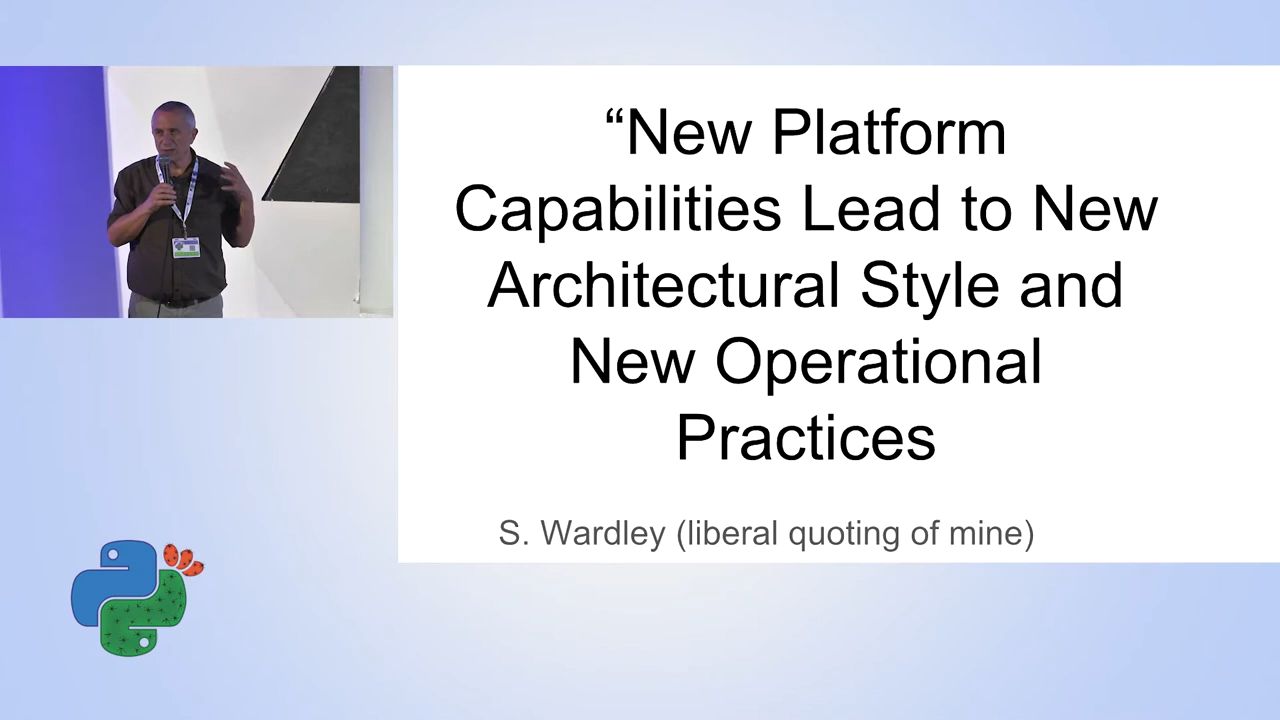 “New Platform
Capabilities Lead to New
Architectural Style and
New Operational
Practices
S. Wardley (liberal quoting of mine)